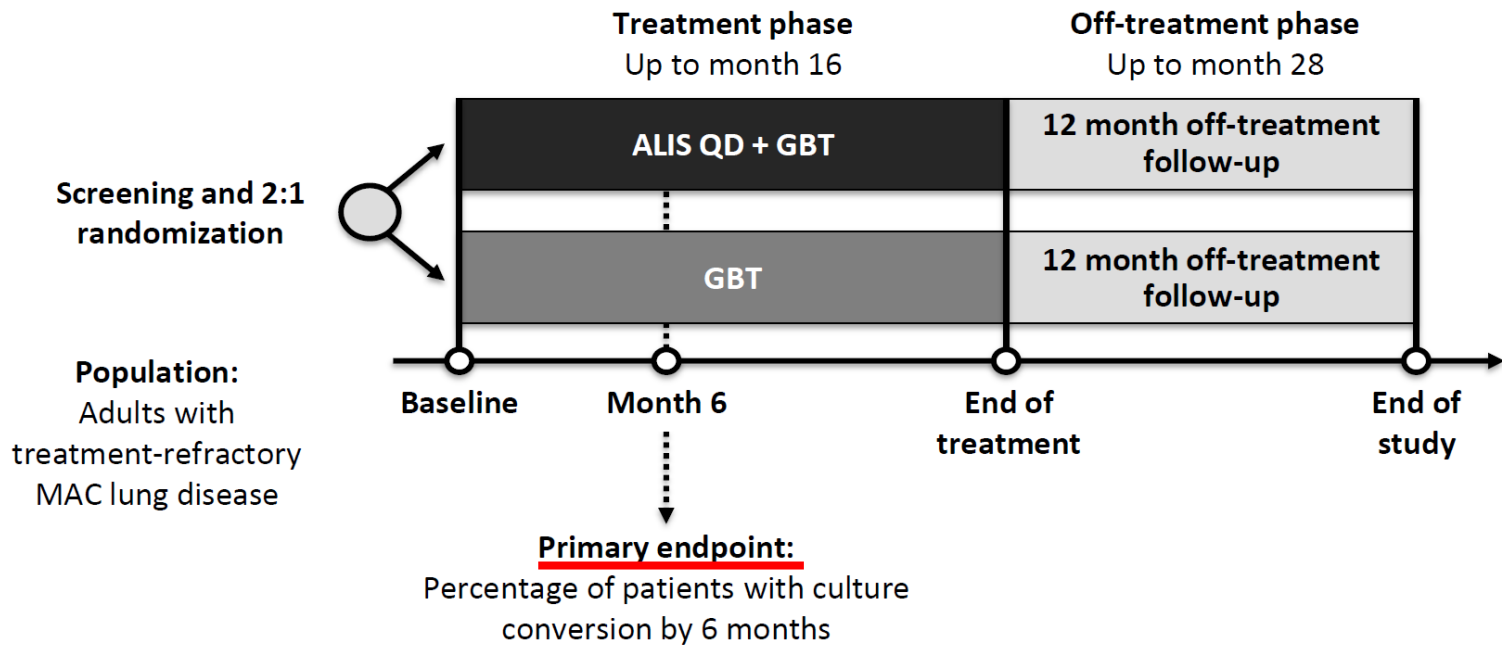 Treatment phase
Up to month 16
Off-treatment phase
Up to month 28
Screening and 2:1
randomization
ALIS QD + GBT
12 month off-treatment
follow-up
GBT
12 month off-treatment
follow-up
Population:
Adults with
treatment-refractory
MAC lung disease
Baseline
Month 6
End of
treatment
End of
study
Primary endpoint:
Percentage of patients with culture
conversion by 6 months